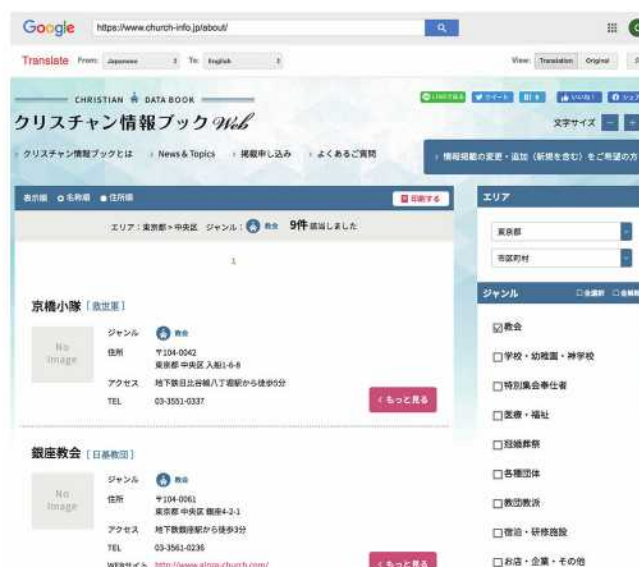 Google https://www.church-info.jp/about/
Translate From: Japanese To: English View: Translation Original
CHRISTIAN DATA BOOK
クリスチャン情報ブック Web
文字サイズ - +
クリスチャン情報ブックとは News & Topics 掲載申し込み よくあるご質問
情報掲載の変更・追加（新規を含む）をご希望の方
表示順 名称順 住所順 印刷する
エリア：東京都 > 中央区 ジャンル： 教会 9件 該当しました
1
京橋小隊 [救世軍]
No Image
ジャンル 教会
住所 〒104-0042
東京都 中央区 入船1-6-8
アクセス 地下鉄日比谷線八丁堀駅から徒歩5分
TEL 03-3551-0337
もっと見る
銀座教会 [日基教団]
No Image
ジャンル 教会
住所 〒104-0061
東京都 中央区 銀座4-2-1
アクセス 地下鉄銀座駅から徒歩3分
TEL 03-3561-0236
WEBサイト
もっと見る
エリア
東京都
市区町村
ジャンル 全選択
教会
学校・幼稚園・神学校
特別集会奉仕者
医療・福祉
冠婚葬祭
各種団体
教団教派
宿泊・研修施設
お店・企業・その他